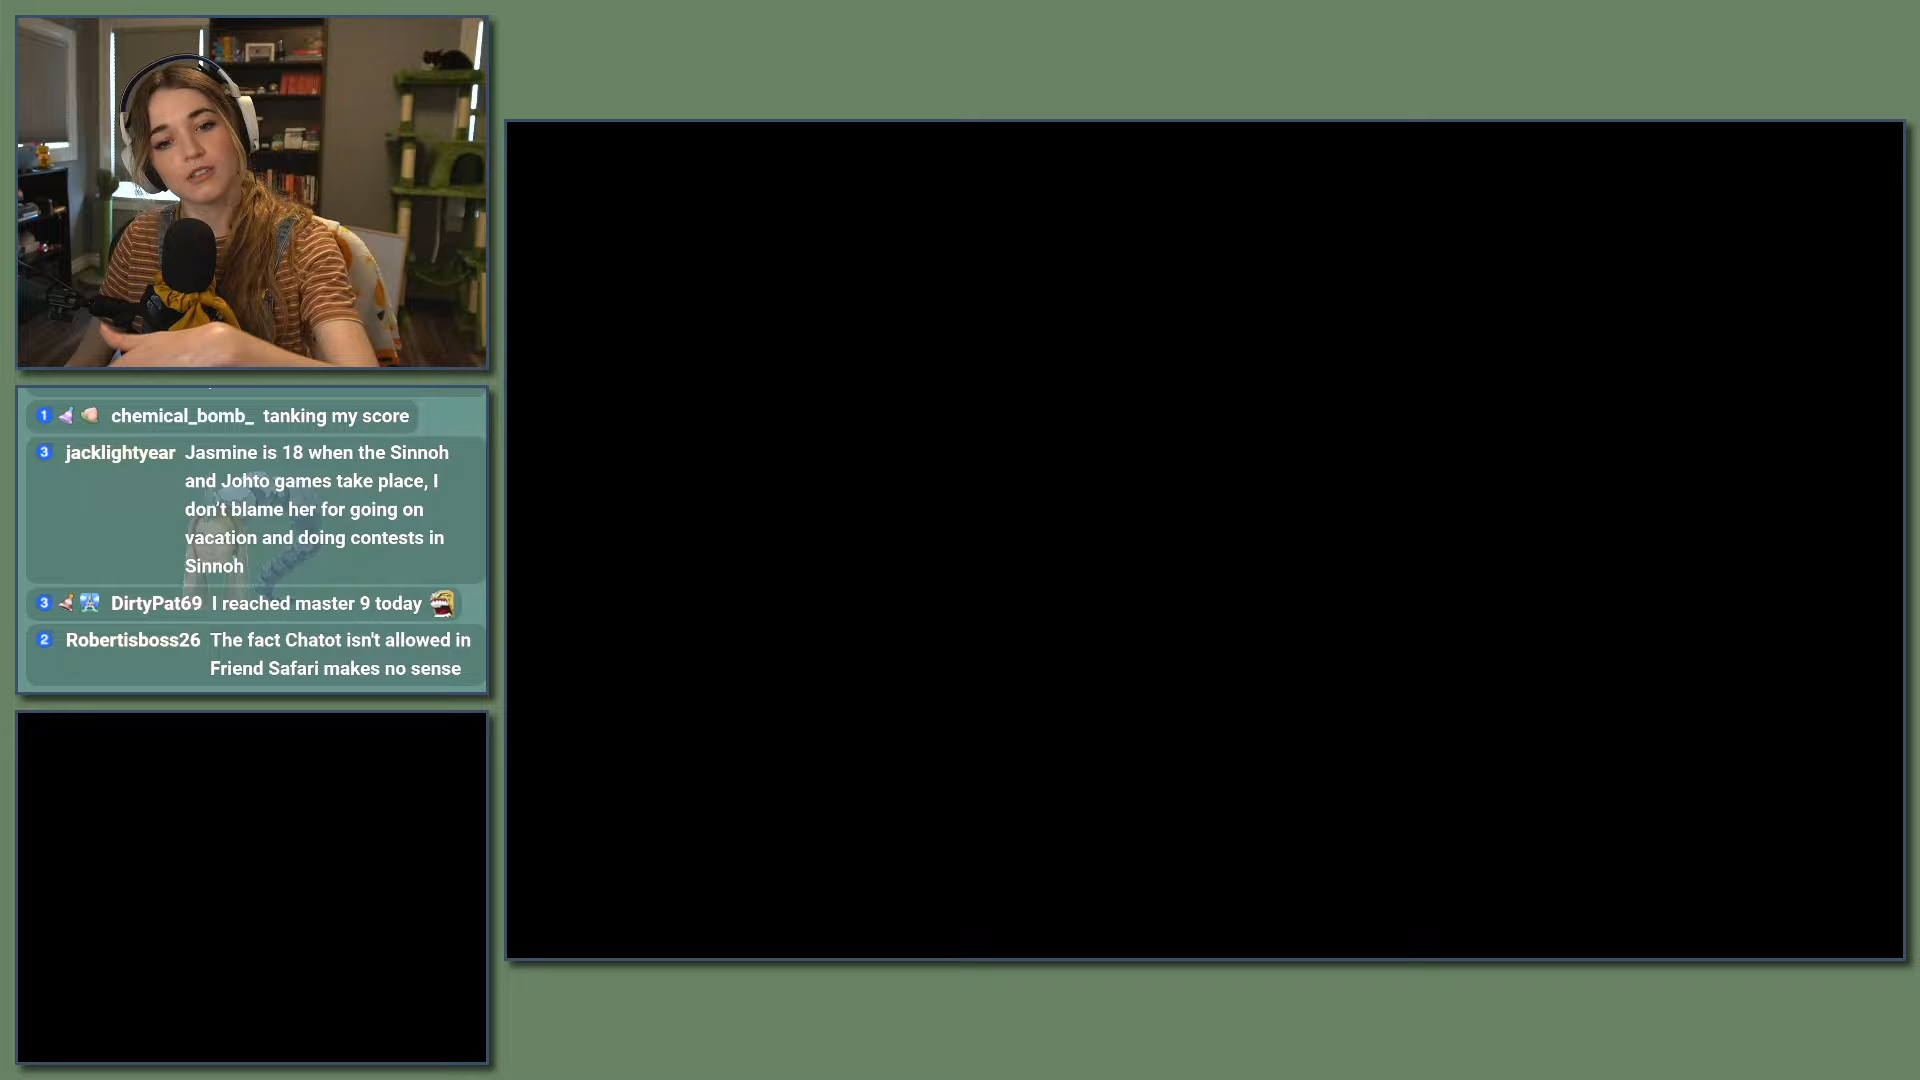 1 chemical_bomb_ tanking my score
3 jacklightyear Jasmine is 18 when the Sinnoh
and Johto games take place, I
don't blame her for going on
vacation and doing contests in
Sinnoh
3 DirtyPat69 I reached master 9 today
2 Robertisboss26 The fact Chatot isn't allowed in
Friend Safari makes no sense